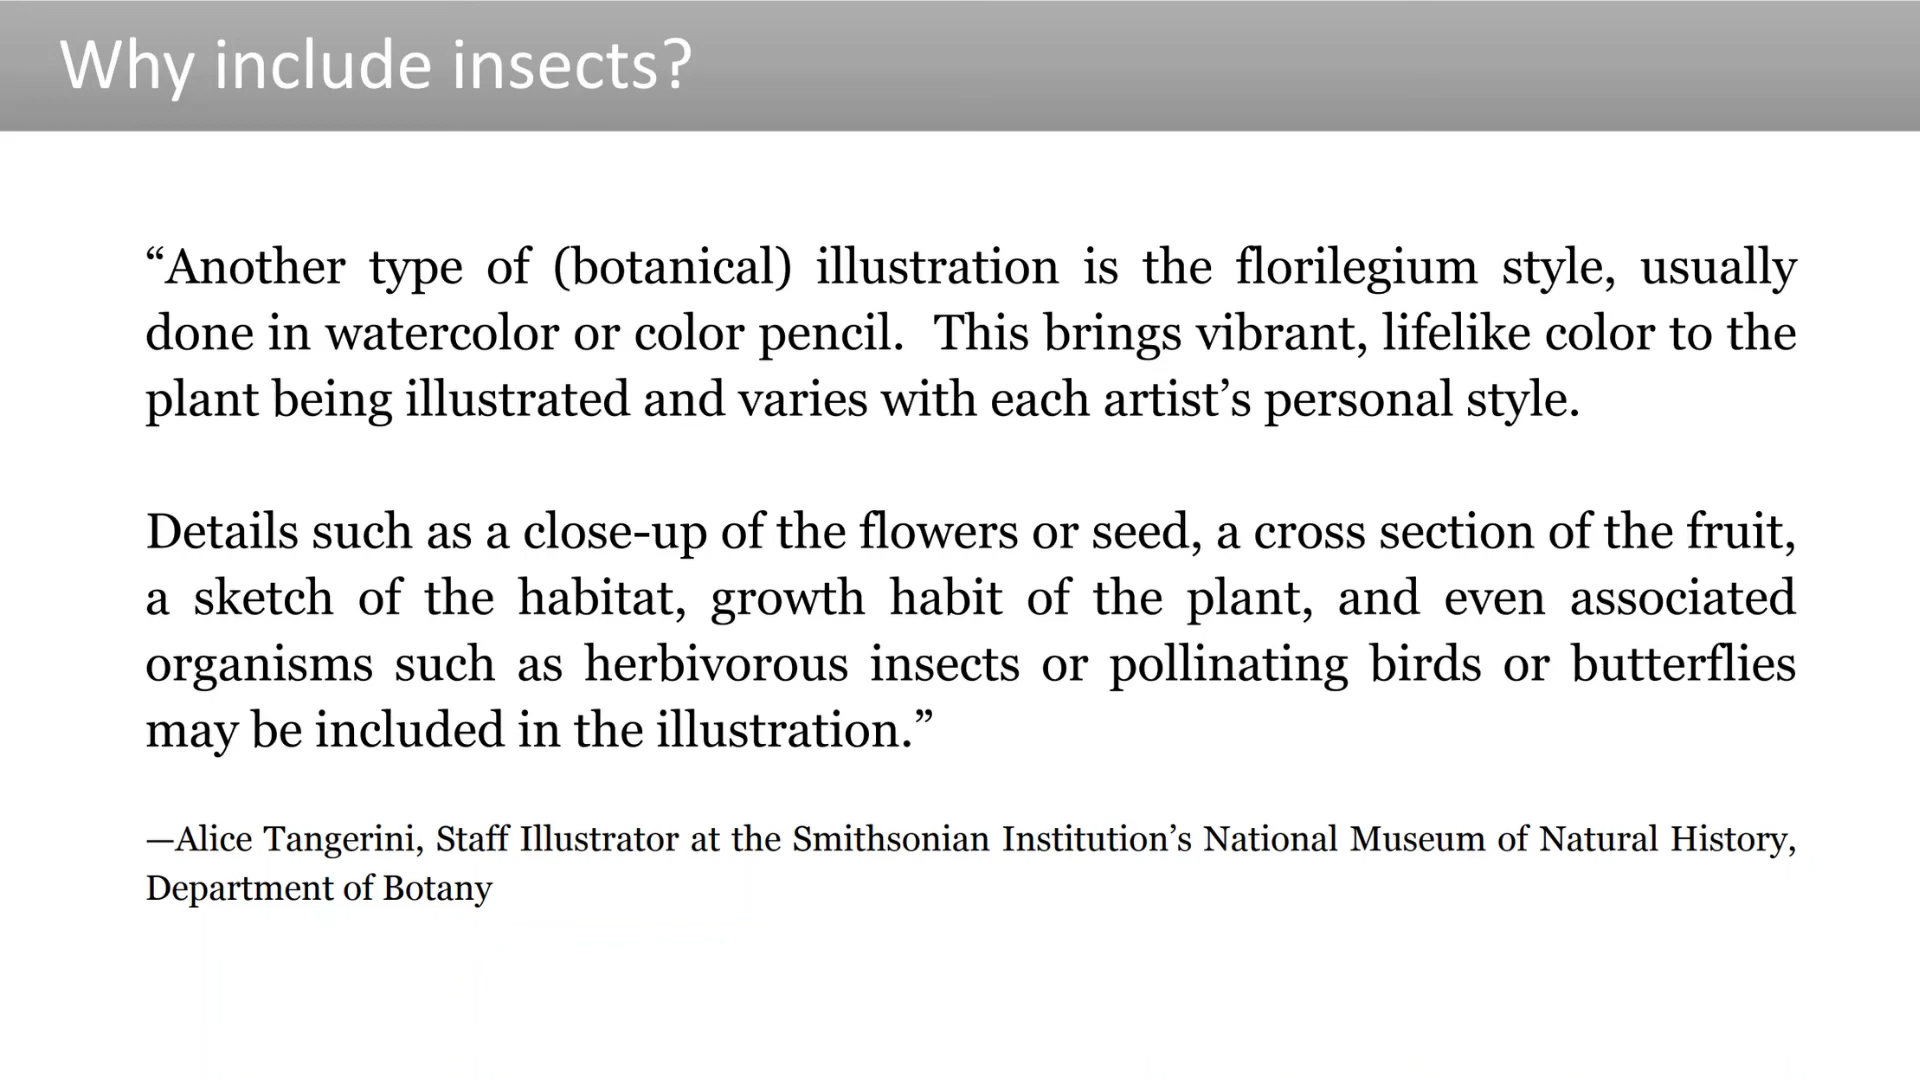 Why include insects?
“Another type of (botanical) illustration is the florilegium style, usually
done in watercolor or color pencil.  This brings vibrant, lifelike color to the
plant being illustrated and varies with each artist’s personal style.
Details such as a close-up of the flowers or seed, a cross section of the fruit,
a sketch of the habitat, growth habit of the plant, and even associated
organisms such as herbivorous insects or pollinating birds or butterflies
may be included in the illustration.”
—Alice Tangerini, Staff Illustrator at the Smithsonian Institution’s National Museum of Natural History,
Department of Botany